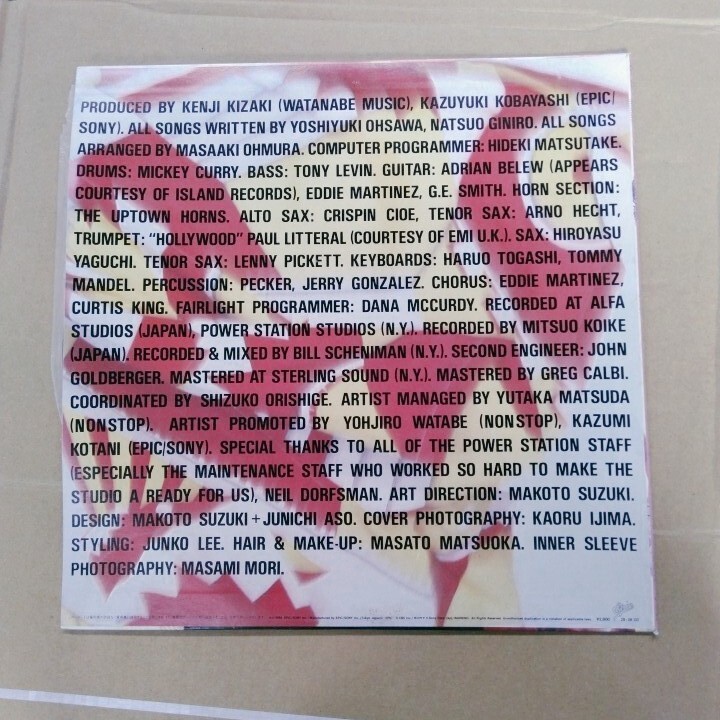 PRODUCED BY KENJI KIZAKI (WATANABE MUSIC), KAZUYUKI KOBAYASHI (EPIC/
SONY). ALL SONGS WRITTEN BY YOSHIYUKI OHSAWA, NATSUO GINIRO. ALL SONGS
ARRANGED BY MASAAKI OHMURA. COMPUTER PROGRAMMER: HIDEKI MATSUTAKE.
DRUMS: MICKEY CURRY. BASS: TONY LEVIN. GUITAR: ADRIAN BELEW (APPEARS
COURTESY OF ISLAND RECORDS), EDDIE MARTINEZ, G.E. SMITH. HORN SECTION:
THE UPTOWN HORNS. ALTO SAX: CRISPIN CIOE, TENOR SAX: ARNO HECHT,
TRUMPET: "HOLLYWOOD" PAUL LITTERAL (COURTESY OF EMI U.K.). SAX: HIROYASU
YAGUCHI. TENOR SAX: LENNY PICKETT. KEYBOARDS: HARUO TOGASHI, TOMMY
MANDEL. PERCUSSION: PECKER, JERRY GONZALEZ. CHORUS: EDDIE MARTINEZ,
CURTIS KING. FAIRLIGHT PROGRAMMER: DANA MCCURDY. RECORDED AT ALFA
STUDIOS (JAPAN), POWER STATION STUDIOS (N.Y.). RECORDED BY MITSUO KOIKE
(JAPAN). RECORDED & MIXED BY BILL SCHENIMAN (N.Y.). SECOND ENGINEER: JOHN
GOLDBERGER. MASTERED AT STERLING SOUND (N.Y.). MASTERED BY GREG CALBI.
COORDINATED BY SHIZUKO ORISHIGE. ARTIST MANAGED BY YUTAKA MATSUDA
(NONSTOP). ARTIST PROMOTED BY YOHJIRO WATABE (NONSTOP), KAZUMI
KOTANI (EPIC/SONY). SPECIAL THANKS TO ALL OF THE POWER STATION STAFF
(ESPECIALLY THE MAINTENANCE STAFF WHO WORKED SO HARD TO MAKE THE
STUDIO A READY FOR US), NEIL DORFSMAN. ART DIRECTION: MAKOTO SUZUKI.
DESIGN: MAKOTO SUZUKI + JUNICHI ASO. COVER PHOTOGRAPHY: KAORU IJIMA.
STYLING: JUNKO LEE. HAIR & MAKE-UP: MASATO MATSUOKA. INNER SLEEVE
PHOTOGRAPHY: MASAMI MORI.